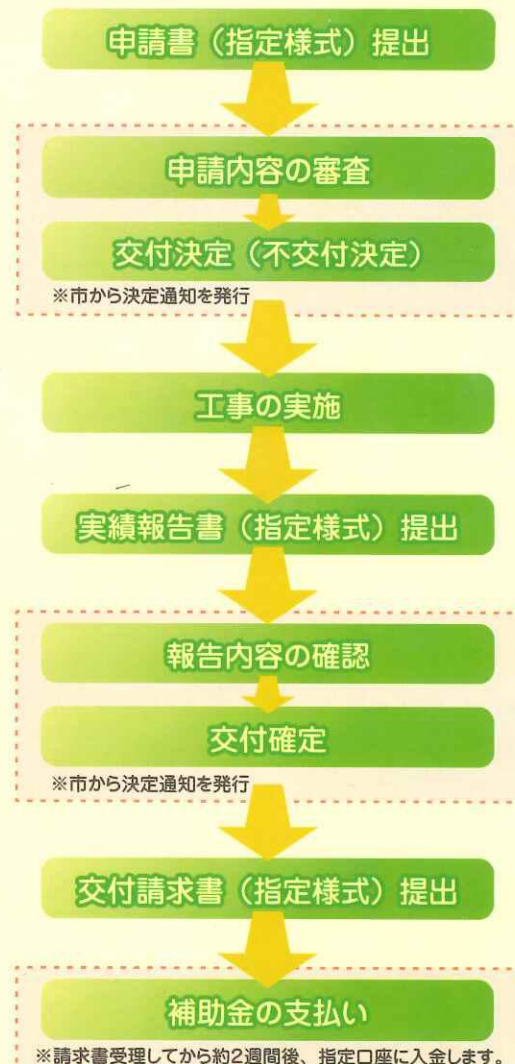 申請書（指定様式）提出
申請内容の審査
交付決定（不交付決定）
※市から決定通知を発行
工事の実施
実績報告書（指定様式）提出
報告内容の確認
交付確定
※市から決定通知を発行
交付請求書（指定様式）提出
補助金の支払い
※請求書受理してから約2週間後、指定口座に入金します。